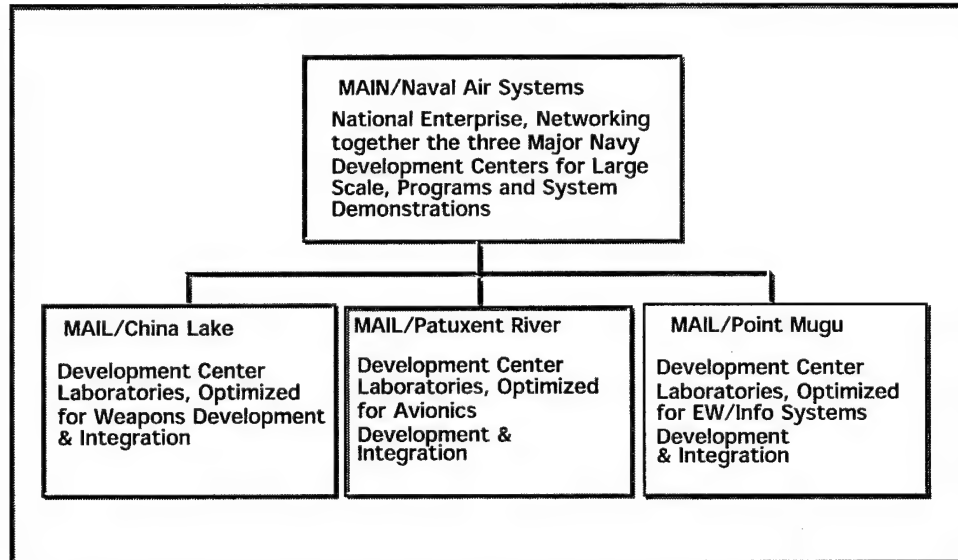 MAIN/Naval Air Systems
National Enterprise, Networking
together the three Major Navy
Development Centers for Large
Scale, Programs and System
Demonstrations
MAIL/China Lake
Development Center
Laboratories, Optimized
for Weapons Development
& Integration
MAIL/Patuxent River
Development Center
Laboratories, Optimized
for Avionics
Development &
Integration
MAIL/Point Mugu
Development Center
Laboratories, Optimized
for EW/Info Systems
Development
& Integration